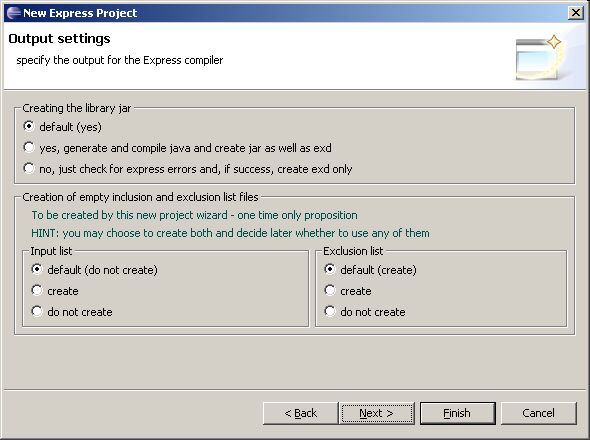 New Express Project
Output settings
specify the output for the Express compiler
Creating the library jar
default (yes)
yes, generate and compile java and create jar as well as exd
no, just check for express errors and, if success, create exd only
Creation of empty inclusion and exclusion list files
To be created by this new project wizard - one time only proposition
HINT: you may choose to create both and decide later whether to use any of them
Input list
default (do not create)
create
do not create
Exclusion list
default (create)
create
do not create
< Back
Next >
Finish
Cancel